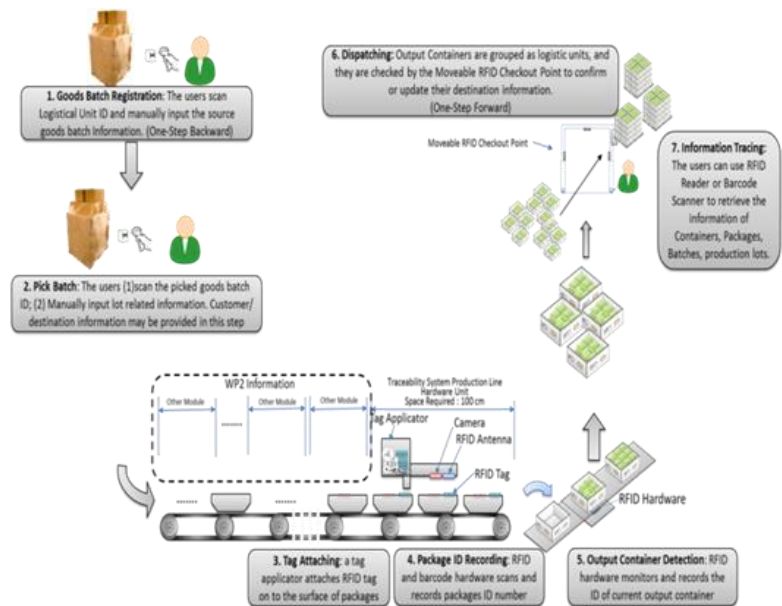 1. Goods Batch Registration: The users scan
Logistical Unit ID and manually input the source
goods batch Information. (One-Step Backward)
2. Pick Batch: The users (1)scan the picked goods batch
ID; (2) Manually input lot related information. Customer/
destination information may be provided in this step
WP2 Information
Other Module
Other Module
Other Module
Traceability System Production Line
Hardware Unit
Space Required : 100 cm
Tag Applicator
Camera
RFID Antenna
RFID Tag
3. Tag Attaching: a tag
applicator attaches RFID tag
on to the surface of packages
4. Package ID Recording: RFID
and barcode hardware scans and
records packages ID number
RFID Hardware
5. Output Container Detection: RFID
hardware monitors and records the
ID of current output container
6. Dispatching: Output Containers are grouped as logistic units, and
they are checked by the Moveable RFID Checkout Point to confirm
or update their destination information.
(One-Step Forward)
Moveable RFID Checkout Point
7. Information Tracing:
The users can use RFID
Reader or Barcode
Scanner to retrieve the
information of
Containers, Packages,
Batches, production lots.